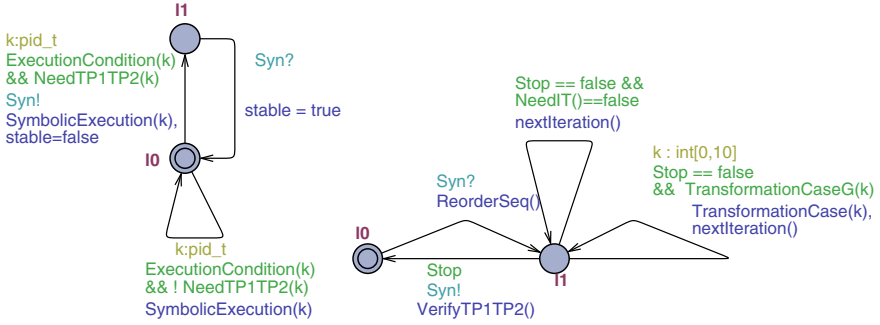 l1
k:pid_t
ExecutionCondition(k)
&& NeedTP1TP2(k)
Syn!
SymbolicExecution(k),
stable=false
Syn?
stable = true
l0
k:pid_t
ExecutionCondition(k)
&& ! NeedTP1TP2(k)
SymbolicExecution(k)
Stop == false &&
NeedIT()==false
nextIteration()
k : int[0,10]
Stop == false
&& TransformationCaseG(k)
TransformationCase(k),
nextIteration()
Syn?
ReorderSeq()
l0
l1
Stop
Syn!
VerifyTP1TP2()